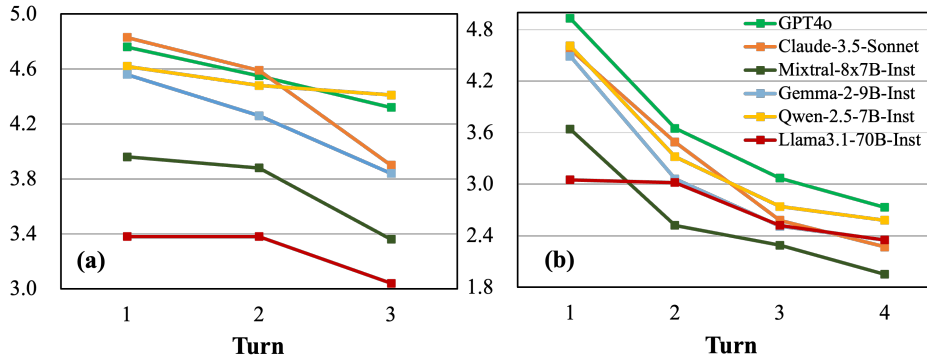 5.0
4.6
4.2
3.8
3.4
3.0
(a)
1 2 3
Turn
4.8
4.2
3.6
3.0
2.4
1.8
GPT4o
Claude-3.5-Sonnet
Mixtral-8x7B-Inst
Gemma-2-9B-Inst
Qwen-2.5-7B-Inst
Llama3.1-70B-Inst
(b)
1 2 3 4
Turn